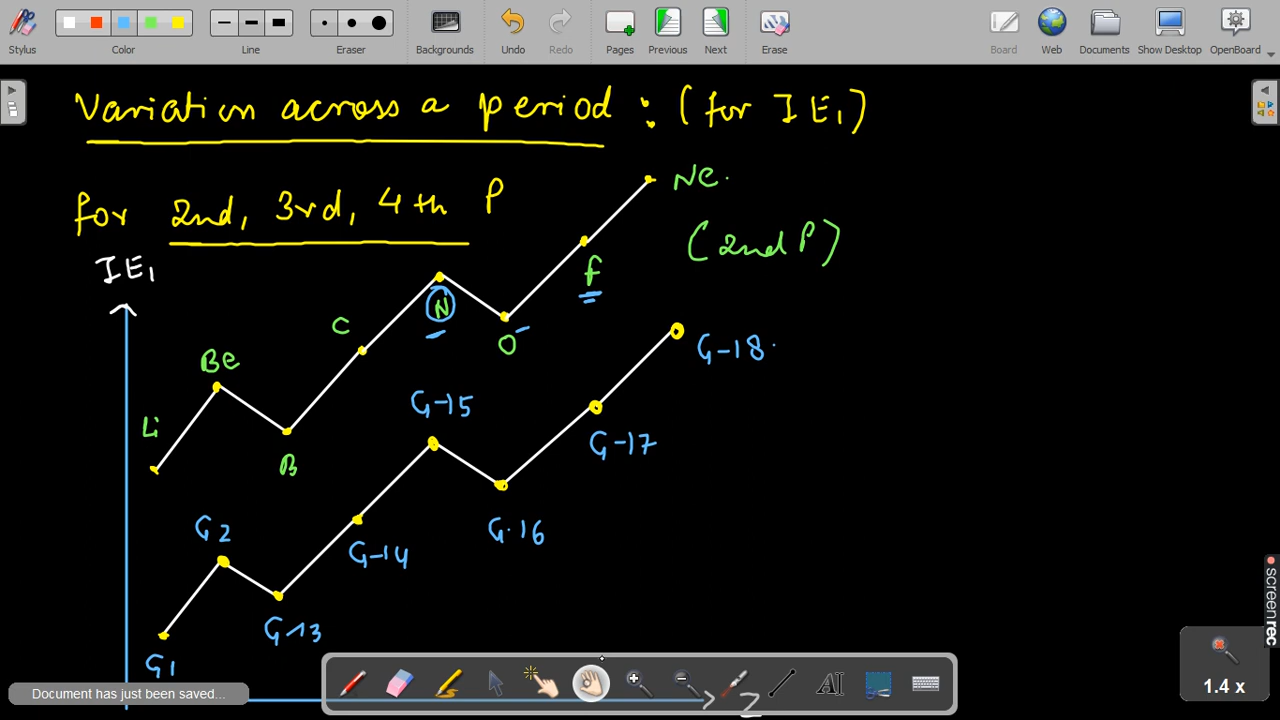 Stylus Color Line Eraser Backgrounds Undo Redo Pages Previous Next Erase Board Web Documents Show Desktop OpenBoard
Variation across a period : (for IE₁)
for 2nd, 3rd, 4th P
Ne.
(2nd P)
IE₁
F
N
O
C
Be
Li
B
G-18.
G-15
G-17
G2
G-14
G.16
G-13
G1
Z
AI
Document has just been saved...
1.4 x
screenrec